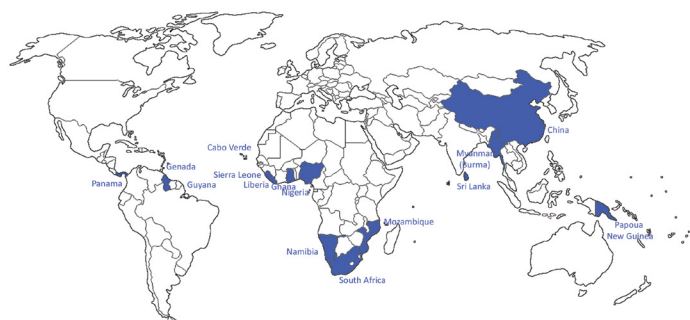 China
Cabo Verde
Myanmar
(Burma)
Genada
Sierra Leone
Panama
Guyana
Liberia
Ghana
Sri Lanka
Nigeria
Mozambique
Papoua
New Guinea
Namibia
South Africa